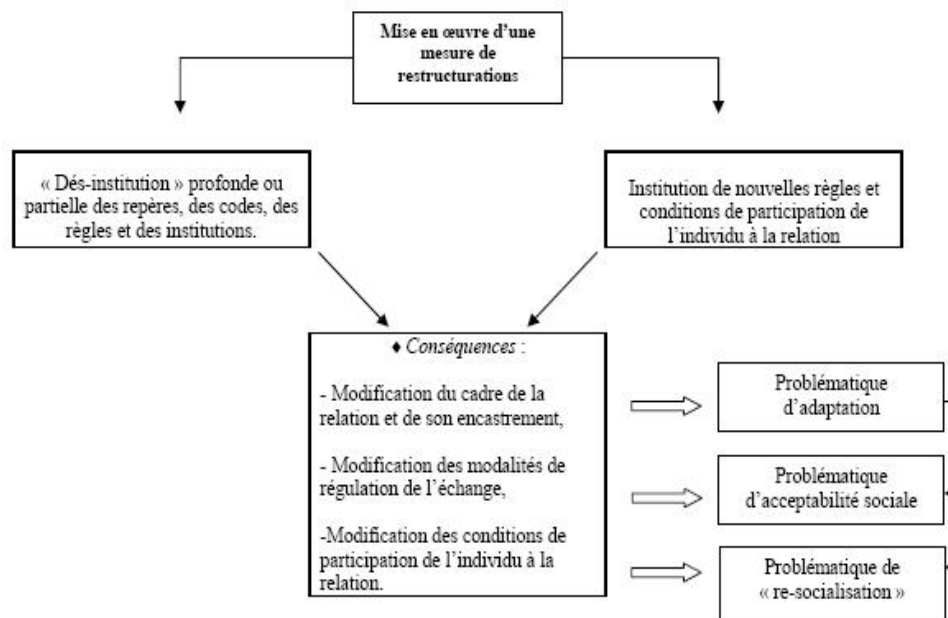 Mise en œuvre d'une
mesure de
restructurations
« Dés-institution » profonde ou
partielle des repères, des codes, des
règles et des institutions.
Institution de nouvelles règles et
conditions de participation de
l'individu à la relation
♦ Conséquences :
- Modification du cadre de la
relation et de son encastrement,
- Modification des modalités de
régulation de l'échange,
-Modification des conditions de
participation de l'individu à la
relation.
Problématique
d'adaptation
Problématique
d'acceptabilité sociale
Problématique de
« re-socialisation »